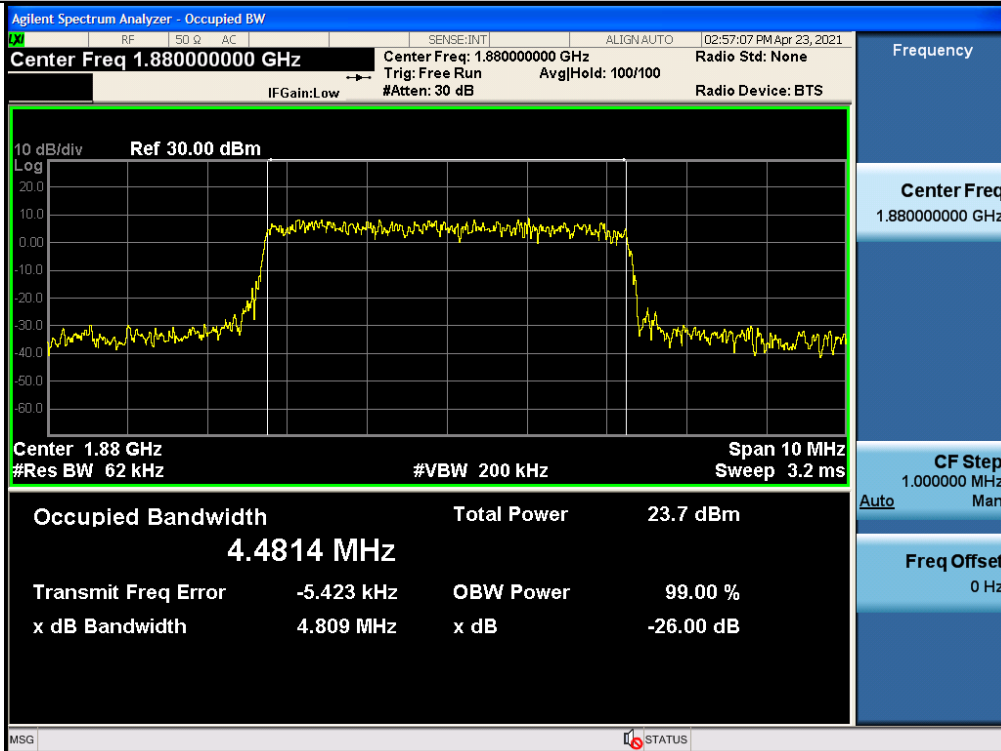 Agilent Spectrum Analyzer - Occupied BW
LXI RF 50 Ω AC SENSE:INT ALIGN AUTO 02:57:07 PM Apr 23, 2021
Center Freq 1.880000000 GHz
Center Freq: 1.880000000 GHz Radio Std: None
Trig: Free Run Avg|Hold: 100/100
IFGain:Low #Atten: 30 dB Radio Device: BTS
10 dB/div Ref 30.00 dBm
Log
20.0
10.0
0.00
-10.0
-20.0
-30.0
-40.0
-50.0
-60.0
Center 1.88 GHz Span 10 MHz
#Res BW 62 kHz #VBW 200 kHz Sweep 3.2 ms
Occupied Bandwidth Total Power 23.7 dBm
4.4814 MHz
Transmit Freq Error -5.423 kHz OBW Power 99.00 %
x dB Bandwidth 4.809 MHz x dB -26.00 dB
Frequency
Center Freq
1.880000000 GHz
CF Step
1.000000 MHz
Auto Man
Freq Offset
0 Hz
MSG STATUS